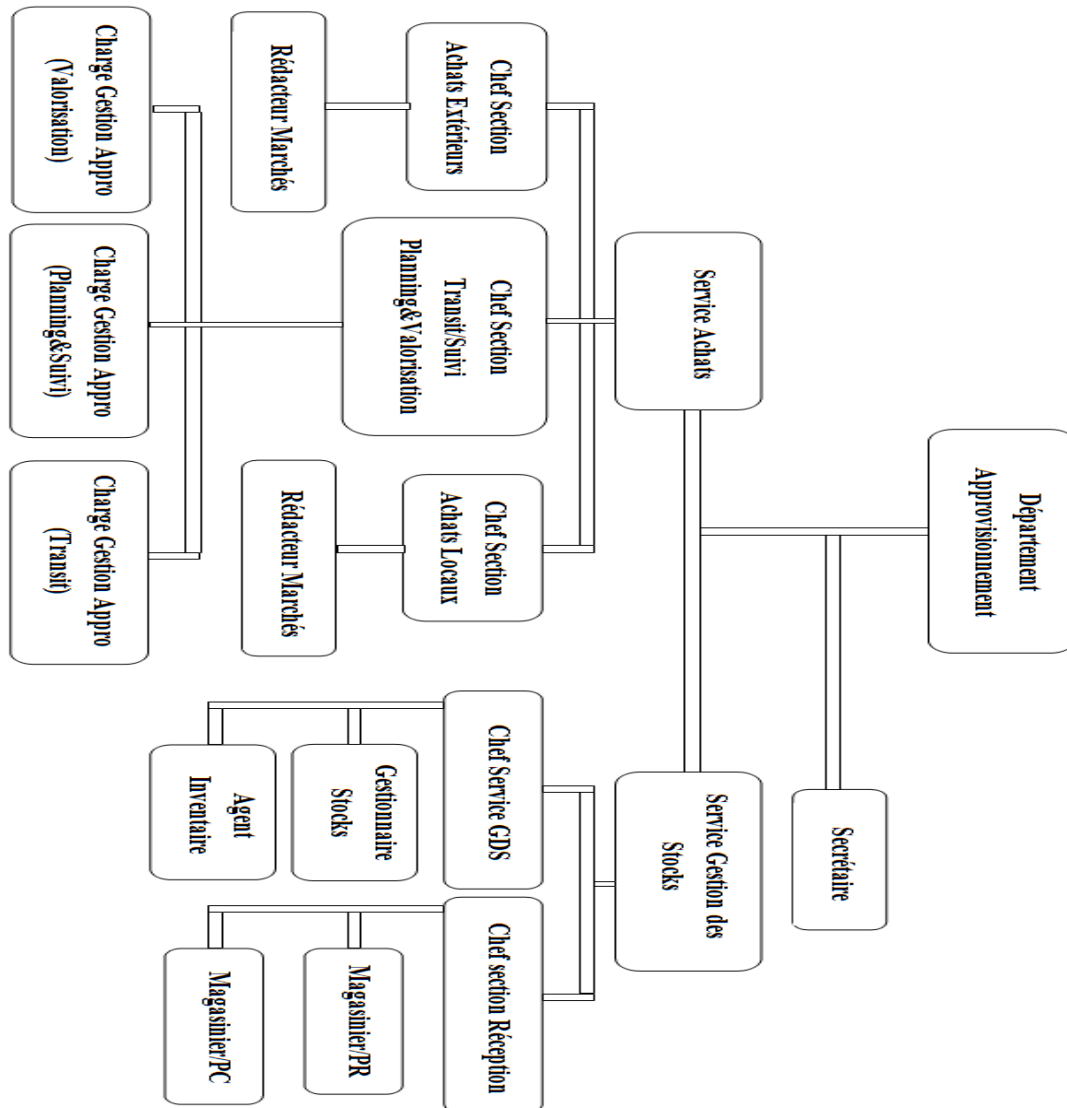 Département
Approvisionnement
Secrétaire
Service Achats
Service Gestion des
Stocks
Chef Section
Achats Extérieurs
Chef Section
Transit/Suivi
Planning&Valorisation
Chef Section
Achats Locaux
Chef Service GDS
Chef section Réception
Rédacteur Marchés
Rédacteur Marchés
Gestionnaire
Stocks
Magasinier/PR
Charge Gestion Appro
(Valorisation)
Charge Gestion Appro
(Planning&Suivi)
Charge Gestion Appro
(Transit)
Agent
Inventaire
Magasinier/PC